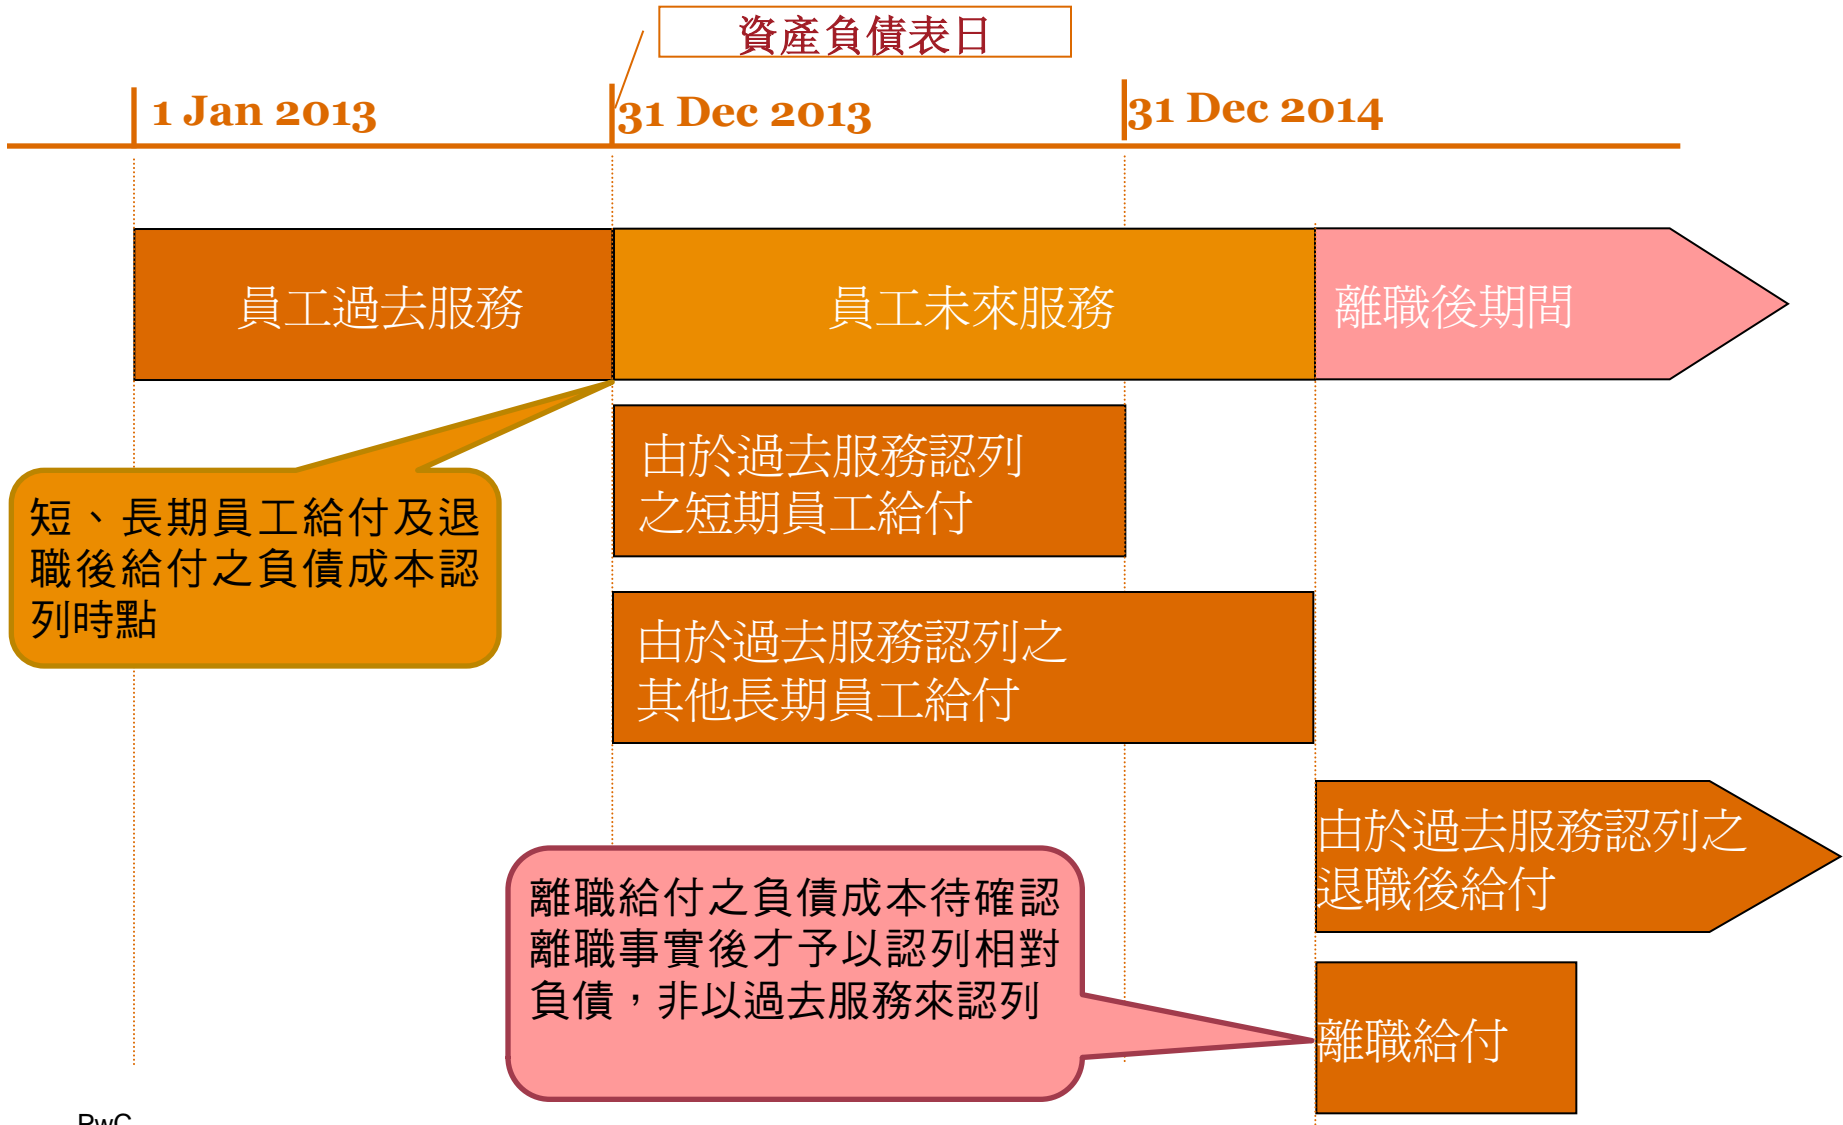 資產負債表日
1 Jan 2013
31 Dec 2013
31 Dec 2014
員工過去服務
員工未來服務
離職後期間
由於過去服務認列
之短期員工給付
短、長期員工給付及退
職後給付之負債成本認
列時點
由於過去服務認列之
其他長期員工給付
由於過去服務認列之
退職後給付
離職給付之負債成本待確認
離職事實後才予以認列相對
負債，非以過去服務來認列
離職給付
PwC